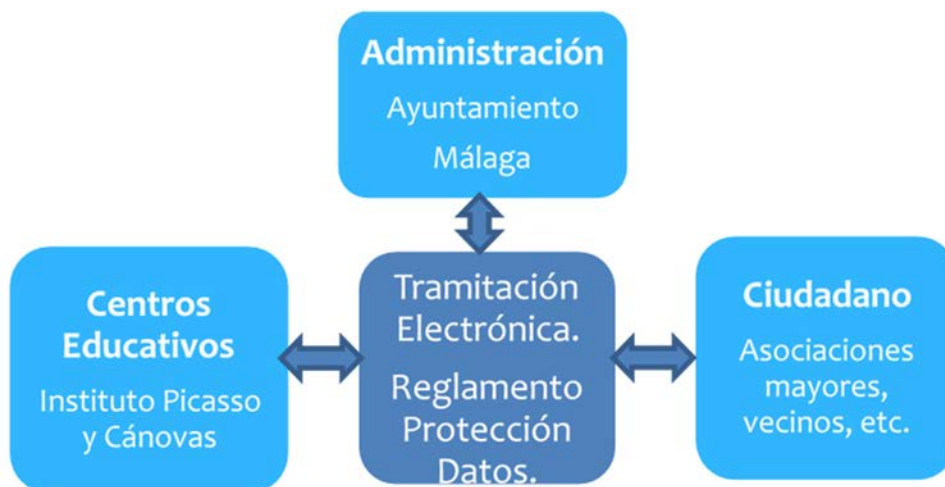 Administración
Ayuntamiento
Málaga
Centros
Educativos
Instituto Picasso
y Cánovas
Tramitación
Electrónica.
Reglamento
Protección
Datos.
Ciudadano
Asociaciones
mayores,
vecinos, etc.